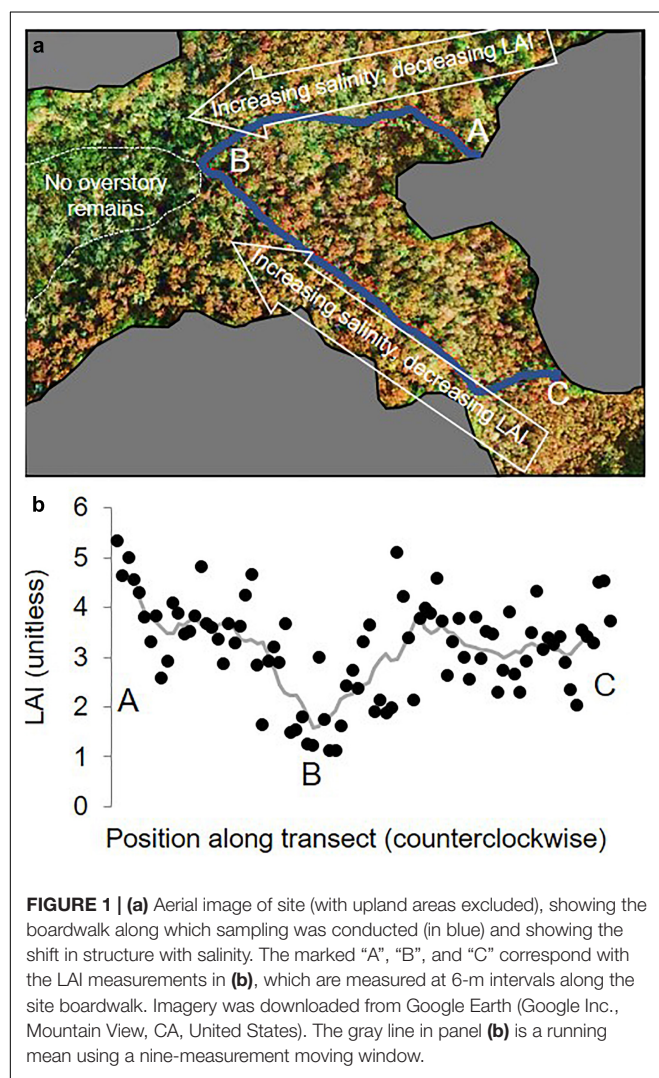 a
Increasing salinity, decreasing LAI
A
B
No overstory
remains
Increasing salinity, decreasing LAI
C
b
6
5
4
3
2
1
0
LAI (unitless)
A
B
C
Position along transect (counterclockwise)
FIGURE 1 | (a) Aerial image of site (with upland areas excluded), showing the
boardwalk along which sampling was conducted (in blue) and showing the
shift in structure with salinity. The marked “A”, “B”, and “C” correspond with
the LAI measurements in (b), which are measured at 6-m intervals along the
site boardwalk. Imagery was downloaded from Google Earth (Google Inc.,
Mountain View, CA, United States). The gray line in panel (b) is a running
mean using a nine-measurement moving window.